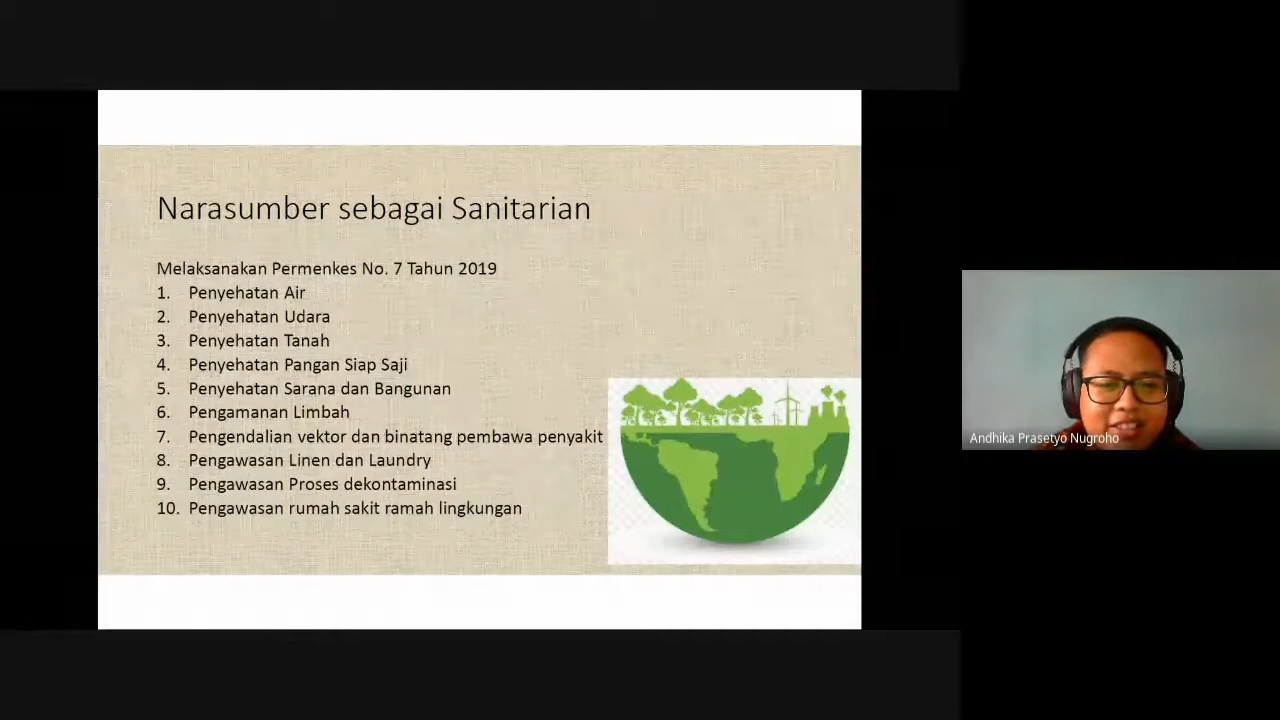 Narasumber sebagai Sanitarian
Melaksanakan Permenkes No. 7 Tahun 2019
1. Penyehatan Air
2. Penyehatan Udara
3. Penyehatan Tanah
4. Penyehatan Pangan Siap Saji
5. Penyehatan Sarana dan Bangunan
6. Pengamanan Limbah
7. Pengendalian vektor dan binatang pembawa penyakit
8. Pengawasan Linen dan Laundry
9. Pengawasan Proses dekontaminasi
10. Pengawasan rumah sakit ramah lingkungan
Andhika Prasetyo Nugroho